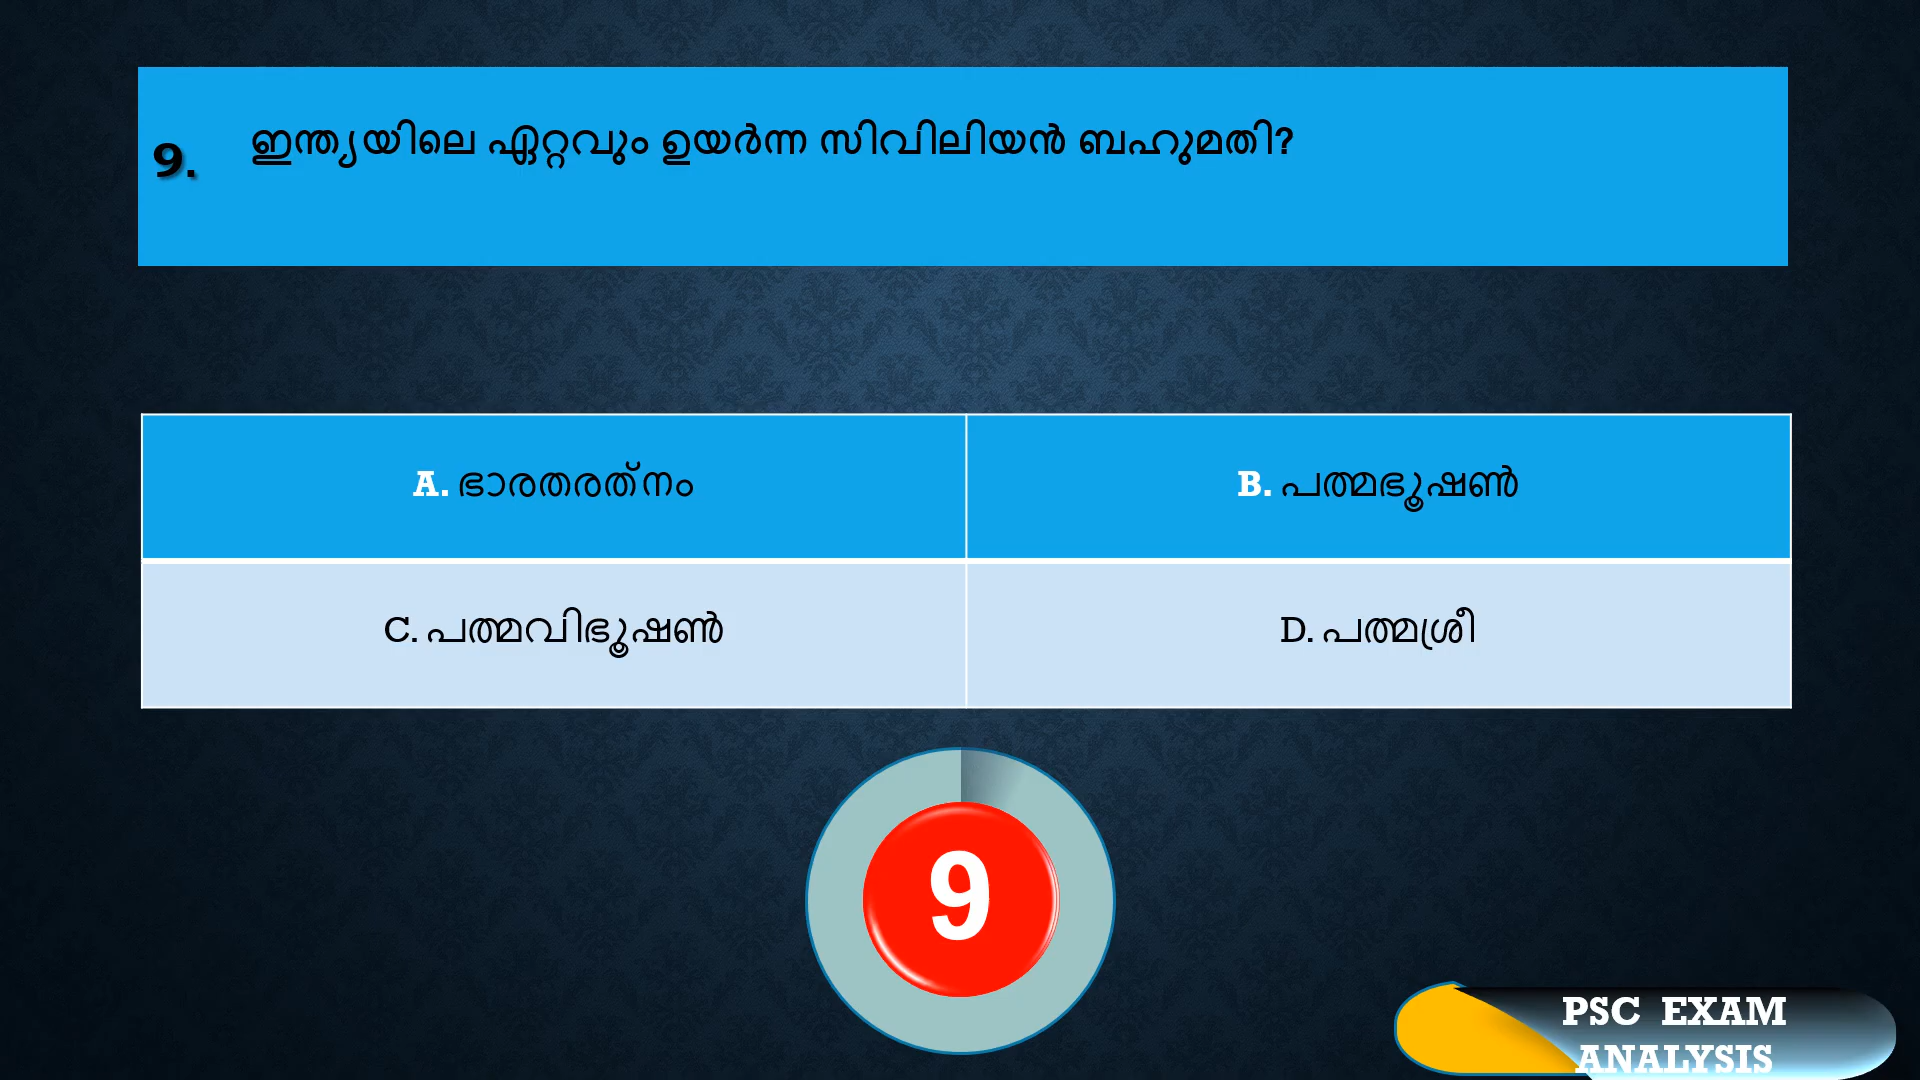 9. ഇന്ത്യയിലെ ഏറ്റവും ഉയർന്ന സിവിലിയൻ ബഹുമതി?
A. ഭാരതരത്‌നം
B. പത്മഭൂഷൺ
C. പത്മവിഭൂഷൺ
D. പത്മശ്രീ
9
PSC EXAM
ANALYSIS